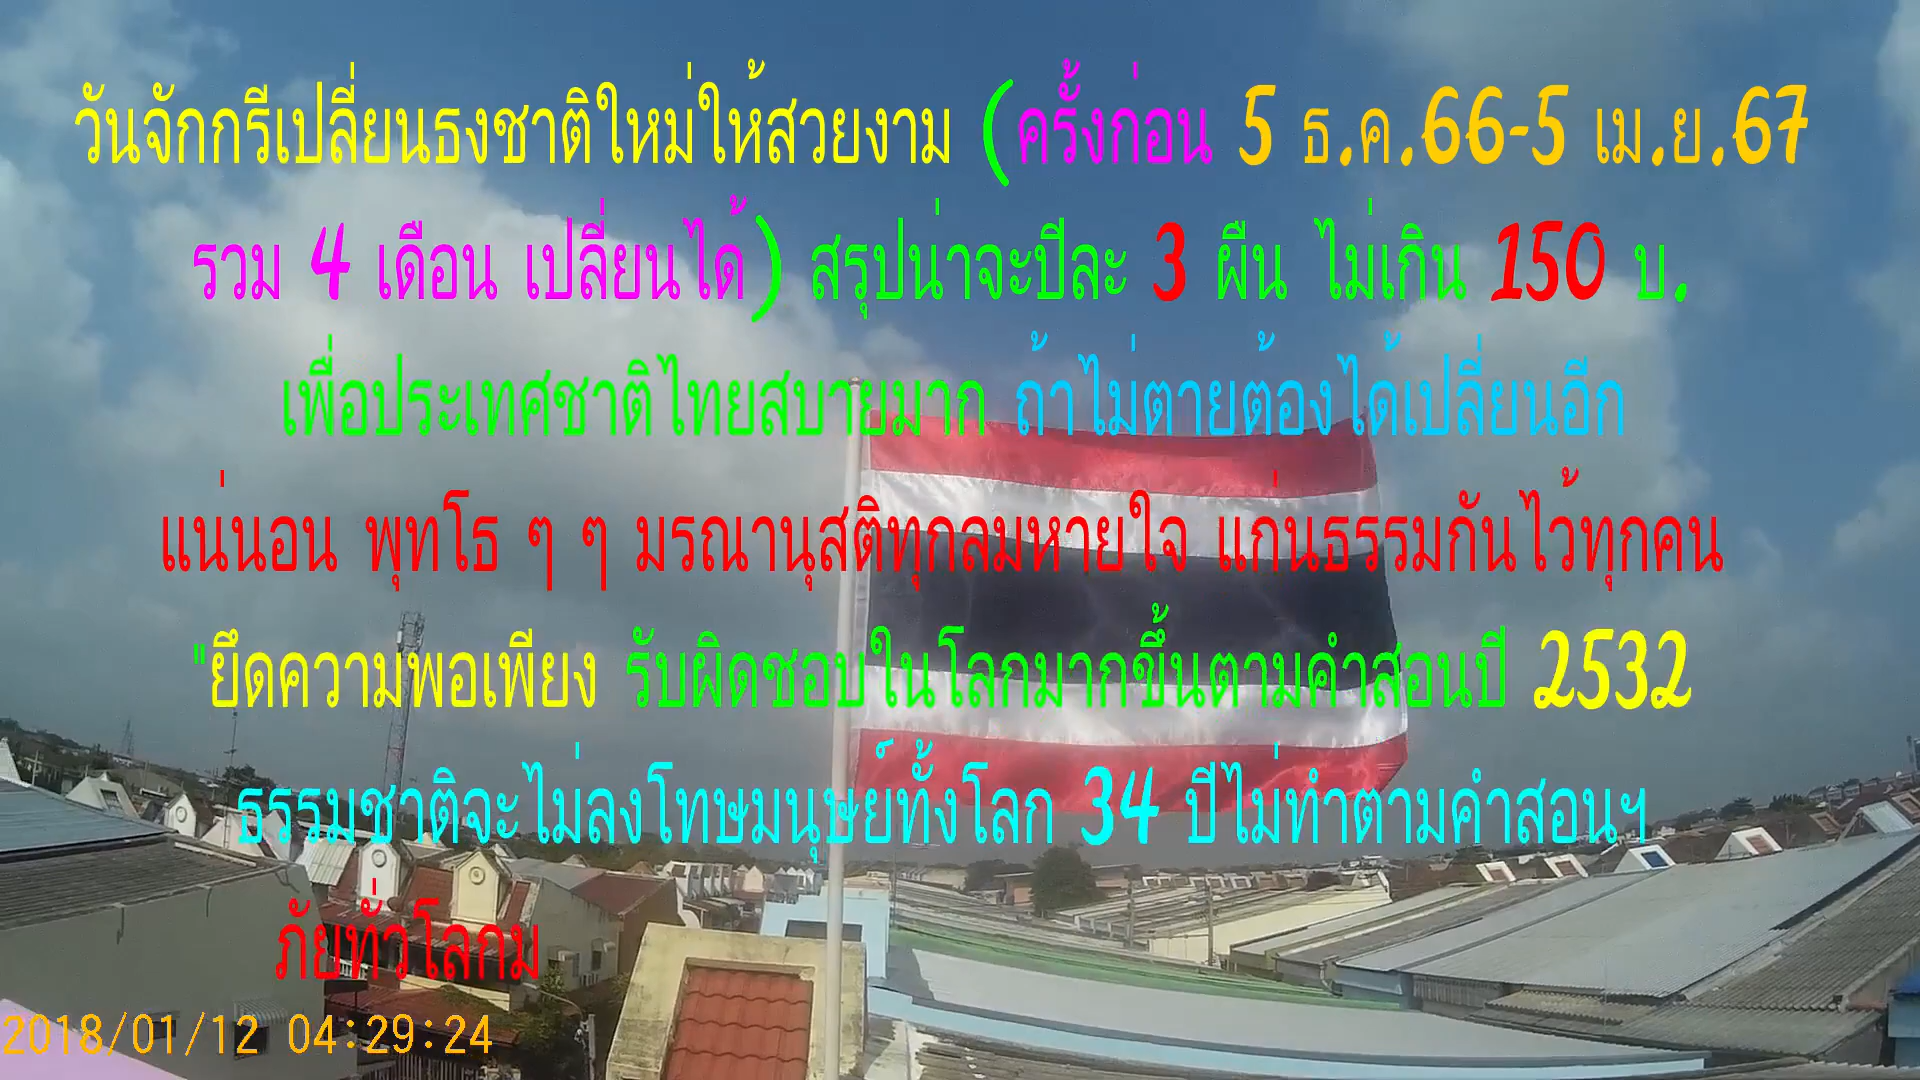 วันจักกรีเปลี่ยนธงชาติใหม่ให้สวยงาม (ครั้งก่อน 5 ธ.ค.66-5 เม.ย.67
รวม 4 เดือน เปลี่ยนได้) สรุปน่าจะปีละ 3 ผืน ไม่เกิน 150 บ.
เพื่อประเทศชาติไทยสบายมาก ถ้าไม่ตายต้องได้เปลี่ยนอีก
แน่นอน พุทโธ ๆ ๆ มรณานุสติทุกลมหายใจ แก่นธรรมกันไว้ทุกคน
"ยึดความพอเพียง รับผิดชอบในโลกมากขึ้นตามคำสอนปี 2532
ธรรมชาติจะไม่ลงโทษมนุษย์ทั้งโลก 34 ปีไม่ทำตามคำสอนฯ
ภัยทั่วโลกม
2018/01/12 04:29:24